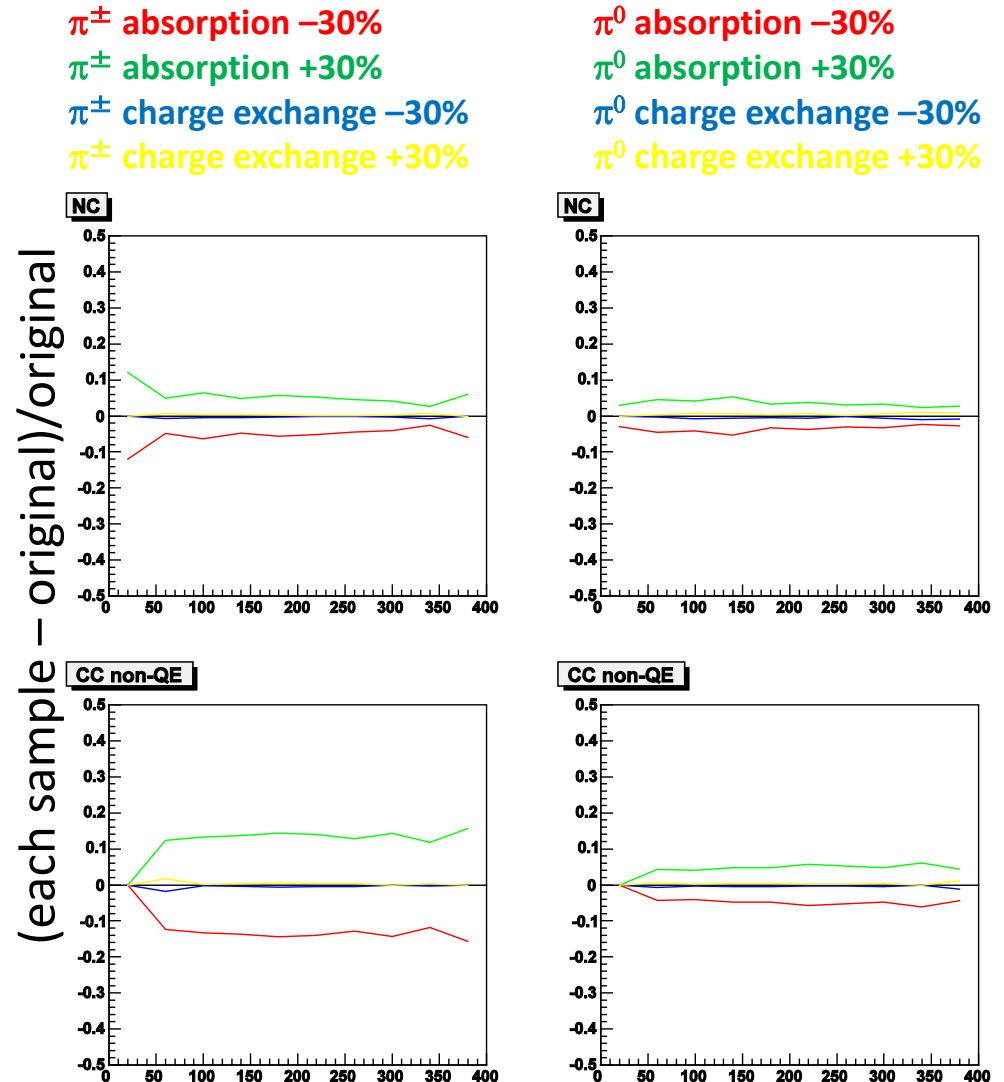 π± absorption –30%
π± absorption +30%
π± charge exchange –30%
π± charge exchange +30%
π0 absorption –30%
π0 absorption +30%
π0 charge exchange –30%
π0 charge exchange +30%
(each sample – original)/original
NC
0.5
0.4
0.3
0.2
0.1
0
-0.1
-0.2
-0.3
-0.4
-0.5
0 50 100 150 200 250 300 350 400
NC
0.5
0.4
0.3
0.2
0.1
0
-0.1
-0.2
-0.3
-0.4
-0.5
0 50 100 150 200 250 300 350 400
CC non-QE
0.5
0.4
0.3
0.2
0.1
0
-0.1
-0.2
-0.3
-0.4
-0.5
0 50 100 150 200 250 300 350 400
CC non-QE
0.5
0.4
0.3
0.2
0.1
0
-0.1
-0.2
-0.3
-0.4
-0.5
0 50 100 150 200 250 300 350 400